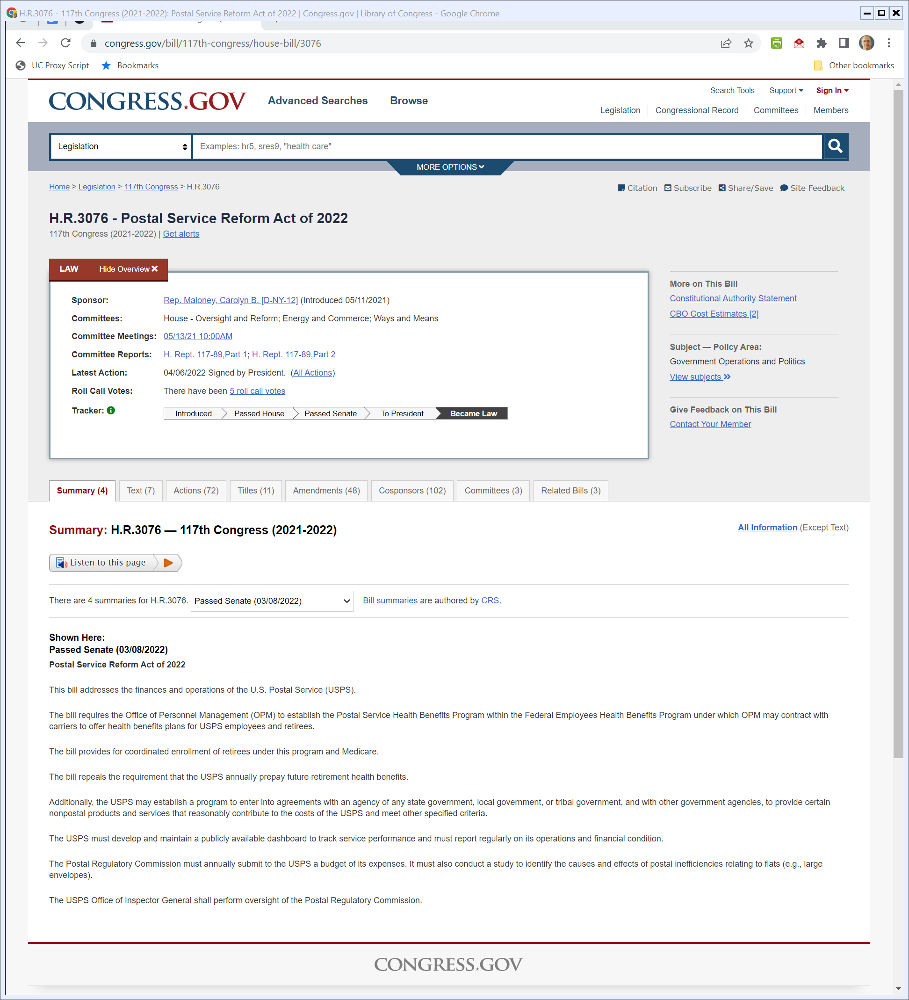 H.R.3076 - 117th Congress (2021-2022): Postal Service Reform Act of 2022 | Congress.gov | Library of Congress - Google Chrome
congress.gov/bill/117th-congress/house-bill/3076
UC Proxy Script Bookmarks Other bookmarks
CONGRESS.GOV Advanced Searches Browse
Search Tools Support Sign In
Legislation Congressional Record Committees Members
Legislation Examples: hr5, sres9, "health care"
MORE OPTIONS
Home > Legislation > 117th Congress > H.R.3076
Citation Subscribe Share/Save Site Feedback
H.R.3076 - Postal Service Reform Act of 2022
117th Congress (2021-2022) | Get alerts
LAW Hide Overview
Sponsor: Rep. Maloney, Carolyn B. [D-NY-12] (Introduced 05/11/2021)
Committees: House - Oversight and Reform; Energy and Commerce; Ways and Means
Committee Meetings: 05/13/21 10:00AM
Committee Reports: H. Rept. 117-89,Part 1; H. Rept. 117-89,Part 2
Latest Action: 04/06/2022 Signed by President. (All Actions)
Roll Call Votes: There have been 5 roll call votes
Tracker: Introduced Passed House Passed Senate To President Became Law
More on This Bill
Constitutional Authority Statement
CBO Cost Estimates [2]
Subject — Policy Area:
Government Operations and Politics
View subjects
Give Feedback on This Bill
Contact Your Member
Summary (4) Text (7) Actions (72) Titles (11) Amendments (48) Cosponsors (102) Committees (3) Related Bills (3)
Summary: H.R.3076 — 117th Congress (2021-2022)
All Information (Except Text)
Listen to this page
There are 4 summaries for H.R.3076. Passed Senate (03/08/2022) Bill summaries are authored by CRS.
Shown Here:
Passed Senate (03/08/2022)
Postal Service Reform Act of 2022
This bill addresses the finances and operations of the U.S. Postal Service (USPS).
The bill requires the Office of Personnel Management (OPM) to establish the Postal Service Health Benefits Program within the Federal Employees Health Benefits Program under which OPM may contract with
carriers to offer health benefits plans for USPS employees and retirees.
The bill provides for coordinated enrollment of retirees under this program and Medicare.
The bill repeals the requirement that the USPS annually prepay future retirement health benefits.
Additionally, the USPS may establish a program to enter into agreements with an agency of any state government, local government, or tribal government, and with other government agencies, to provide certain
nonpostal products and services that reasonably contribute to the costs of the USPS and meet other specified criteria.
The USPS must develop and maintain a publicly available dashboard to track service performance and must report regularly on its operations and financial condition.
The Postal Regulatory Commission must annually submit to the USPS a budget of its expenses. It must also conduct a study to identify the causes and effects of postal inefficiencies relating to flats (e.g., large
envelopes).
The USPS Office of Inspector General shall perform oversight of the Postal Regulatory Commission.
CONGRESS.GOV